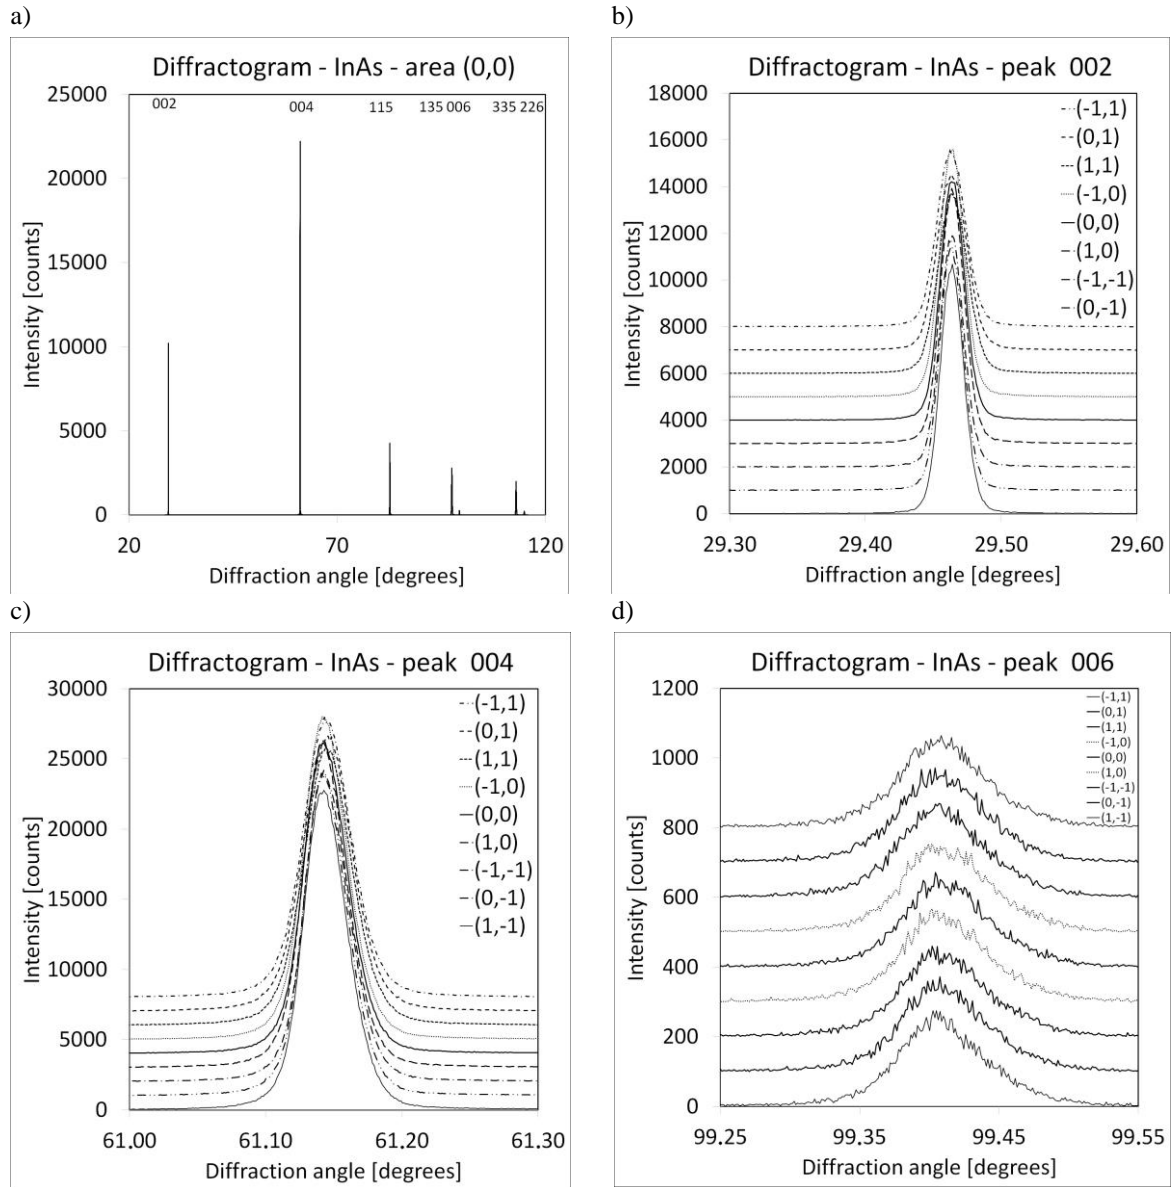 a)
Diffractogram - InAs - area (0,0)
25000
002 004 115 135 006 335 226
20000
15000
10000
5000
0
Intensity [counts]
20 70 120
Diffraction angle [degrees]
b)
Diffractogram - InAs - peak 002
18000
16000
14000
12000
10000
8000
6000
4000
2000
0
Intensity [counts]
(-1,1)
(0,1)
(1,1)
(-1,0)
(0,0)
(1,0)
(-1,-1)
(0,-1)
29.30 29.40 29.50 29.60
Diffraction angle [degrees]
c)
Diffractogram - InAs - peak 004
30000
25000
20000
15000
10000
5000
0
Intensity [counts]
(-1,1)
(0,1)
(1,1)
(-1,0)
(0,0)
(1,0)
(-1,-1)
(0,-1)
(1,-1)
61.00 61.10 61.20 61.30
Diffraction angle [degrees]
d)
Diffractogram - InAs - peak 006
1200
1000
800
600
400
200
0
Intensity [counts]
(-1,1)
(0,1)
(1,1)
(-1,0)
(0,0)
(1,0)
(-1,-1)
(0,-1)
(1,-1)
99.25 99.35 99.45 99.55
Diffraction angle [degrees]